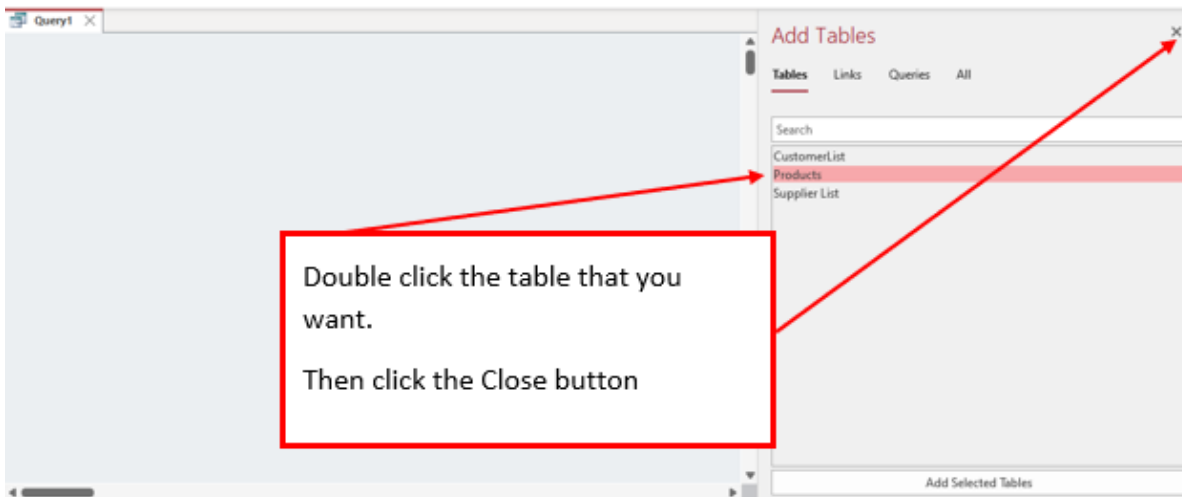 Query1
Add Tables
Tables Links Queries All
Search
CustomerList
Products
Supplier List
Double click the table that you
want.
Then click the Close button
Add Selected Tables